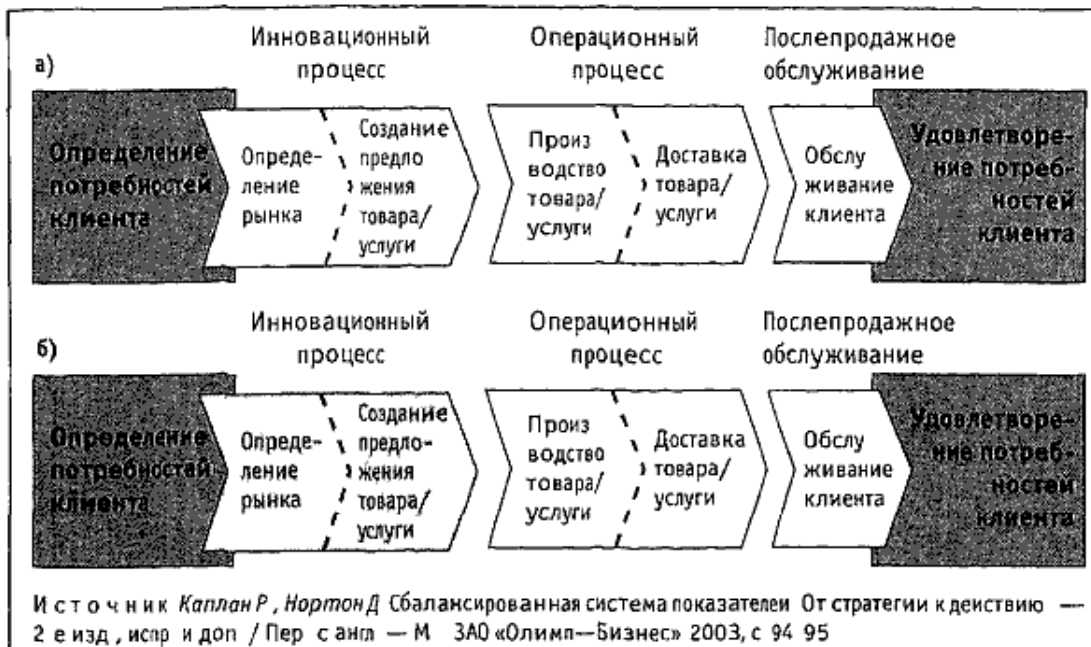 Инновационный
процесс
Операционный
процесс
Послепродажное
обслуживание
а)
Определение
потребностей
клиента
Опреде-
ление
рынка
Создание
предло
жения
товара/
услуги
Произ
водство
товара/
услуги
Доставка
товара/
услуги
Обслу
живание
клиента
Удовлетворе-
ние потреб-
ностей
клиента
Инновационный
процесс
Операционный
процесс
Послепродажное
обслуживание
б)
Определение
потребностей
клиента
Опреде-
ление
рынка
Создание
предло-
жения
товара/
услуги
Произ
водство
товара/
услуги
Доставка
товара/
услуги
Обслу
живание
клиента
Удовлетворе-
ние потреб-
ностей
клиента
Источник Каплан Р , Нортон Д Сбалансированная система показателеи От стратегии к действию —
2 е изд , испр и доп / Пер с англ — М ЗАО «Олимп—Бизнес» 2003, с 94 95